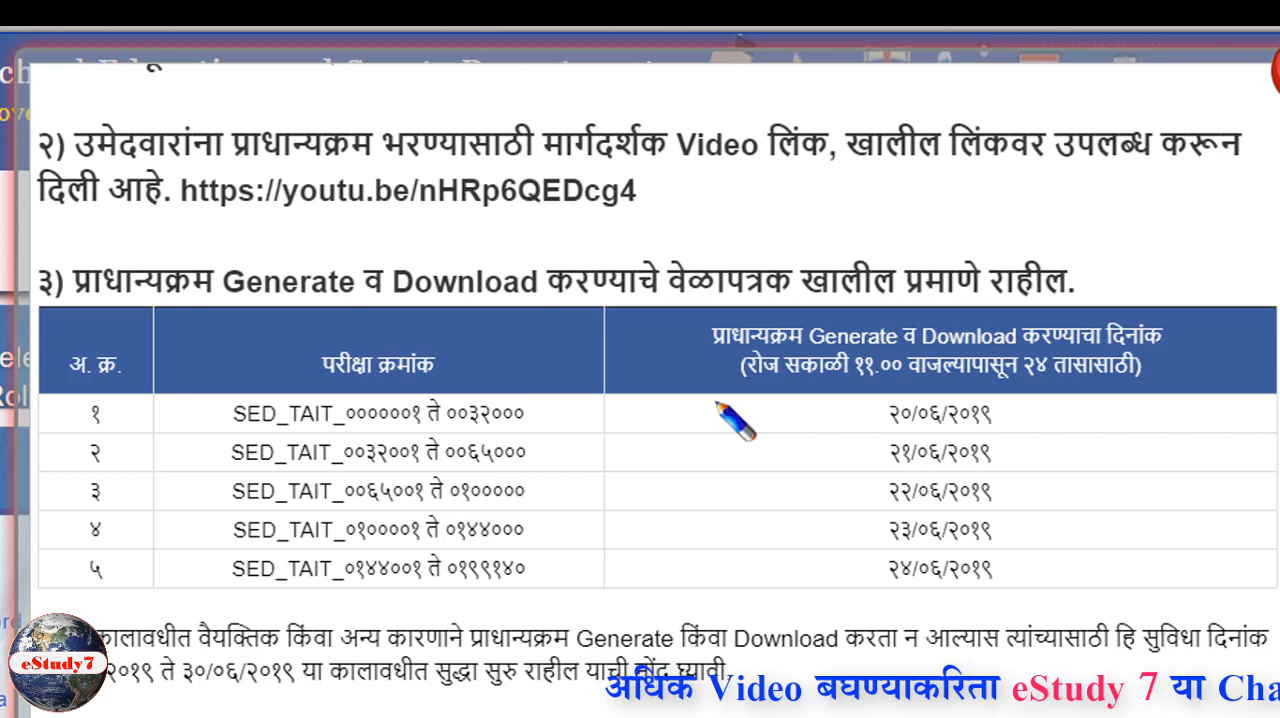 २) उमेदवारांना प्राधान्यक्रम भरण्यासाठी मार्गदर्शक Video लिंक, खालील लिंकवर उपलब्ध करून
दिली आहे. https://youtu.be/nHRp6QEDcg4
३) प्राधान्यक्रम Generate व Download करण्याचे वेळापत्रक खालील प्रमाणे राहील.
अ. क्र. परीक्षा क्रमांक प्राधान्यक्रम Generate व Download करण्याचा दिनांक
(रोज सकाळी ११.०० वाजल्यापासून २४ तासासाठी)
१ SED_TAIT_००००००१ ते ००३२००० २०/०६/२०१९
२ SED_TAIT_००३२००१ ते ००६५००० २१/०६/२०१९
३ SED_TAIT_००६५००१ ते ०१००००० २२/०६/२०१९
४ SED_TAIT_०१००००१ ते ०१४४००० २३/०६/२०१९
५ SED_TAIT_०१४४००१ ते ०१९९१४० २४/०६/२०१९
कालावधीत वैयक्तिक किंवा अन्य कारणाने प्राधान्यक्रम Generate किंवा Download करता न आल्यास त्यांच्यासाठी हि सुविधा दिनांक
२०१९ ते ३०/०६/२०१९ या कालावधीत सुद्धा सुरु राहील याची नोंद घ्यावी.
eStudy7
अधिक Video बघण्याकरिता eStudy 7 या Cha